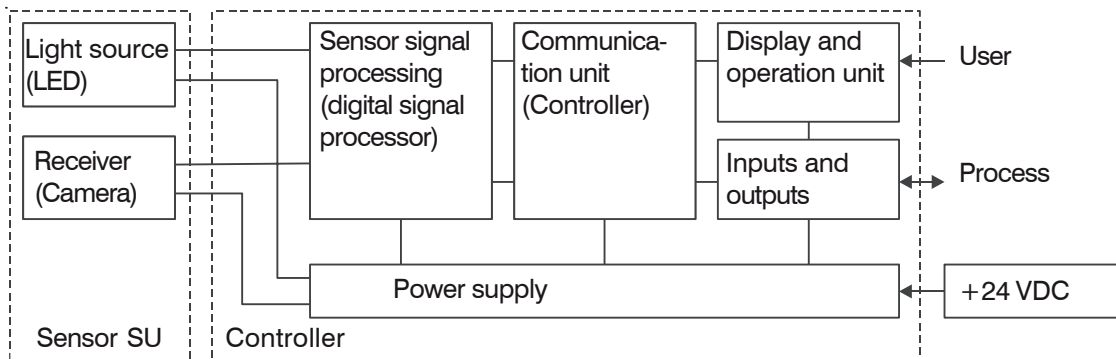 Light source
(LED)
Receiver
(Camera)
Sensor SU
Sensor signal
processing
(digital signal
processor)
Communica-
tion unit
(Controller)
Display and
operation unit
Inputs and
outputs
Power supply
Controller
User
Process
+24 VDC